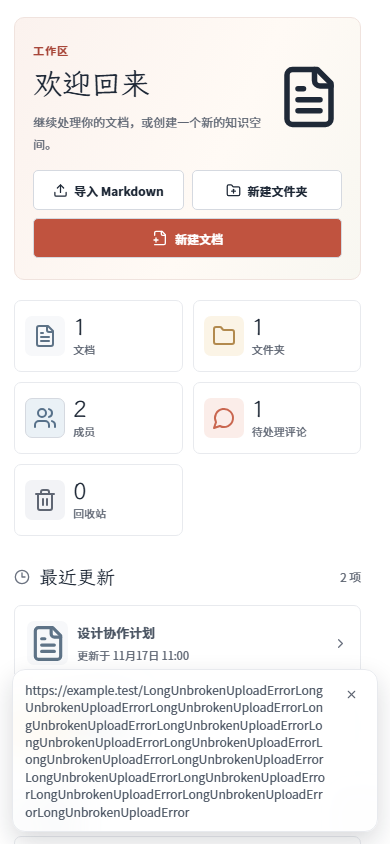 工作区
欢迎回来
继续处理你的文档，或创建一个新的知识空
间。
导入 Markdown
新建文件夹
新建文档
1
文档
1
文件夹
2
成员
1
待处理评论
0
回收站
最近更新
2 项
设计协作计划
更新于 11月17日 11:00
https://example.test/LongUnbrokenUploadErrorLong
UnbrokenUploadErrorLongUnbrokenUploadErrorLon
gUnbrokenUploadErrorLongUnbrokenUploadErrorLo
ngUnbrokenUploadErrorLongUnbrokenUploadErrorL
ongUnbrokenUploadErrorLongUnbrokenUploadError
LongUnbrokenUploadErrorLongUnbrokenUploadErro
rLongUnbrokenUploadErrorLongUnbrokenUploadErr
orLongUnbrokenUploadError